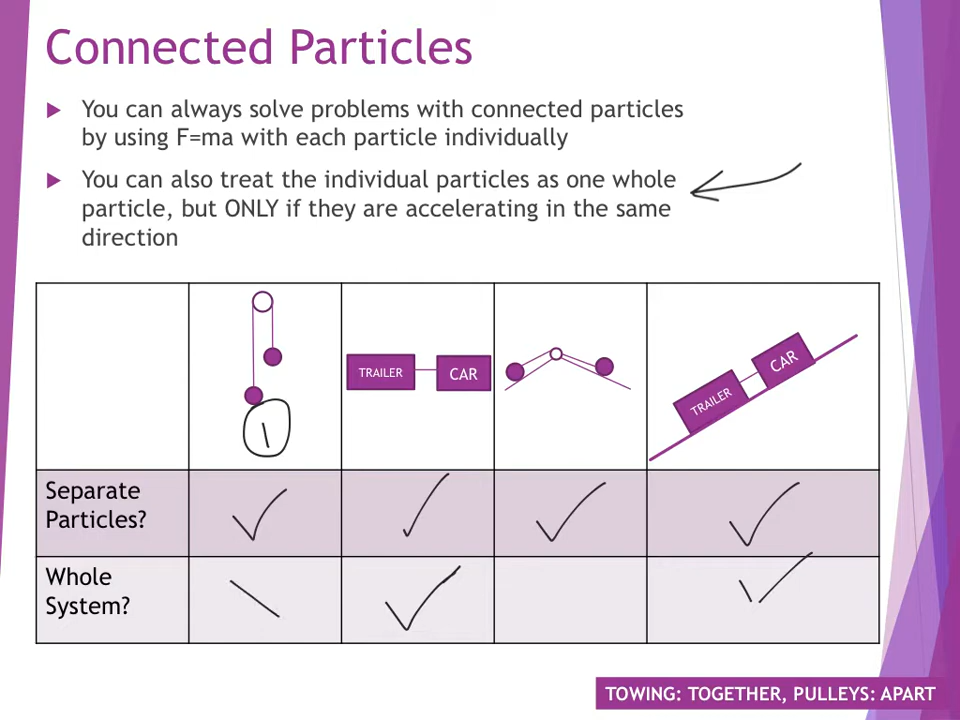 Connected Particles
You can always solve problems with connected particles
by using F=ma with each particle individually
You can also treat the individual particles as one whole
particle, but ONLY if they are accelerating in the same
direction
TRAILER
CAR
TRAILER
CAR
1
Separate
Particles?
Whole
System?
TOWING: TOGETHER, PULLEYS: APART